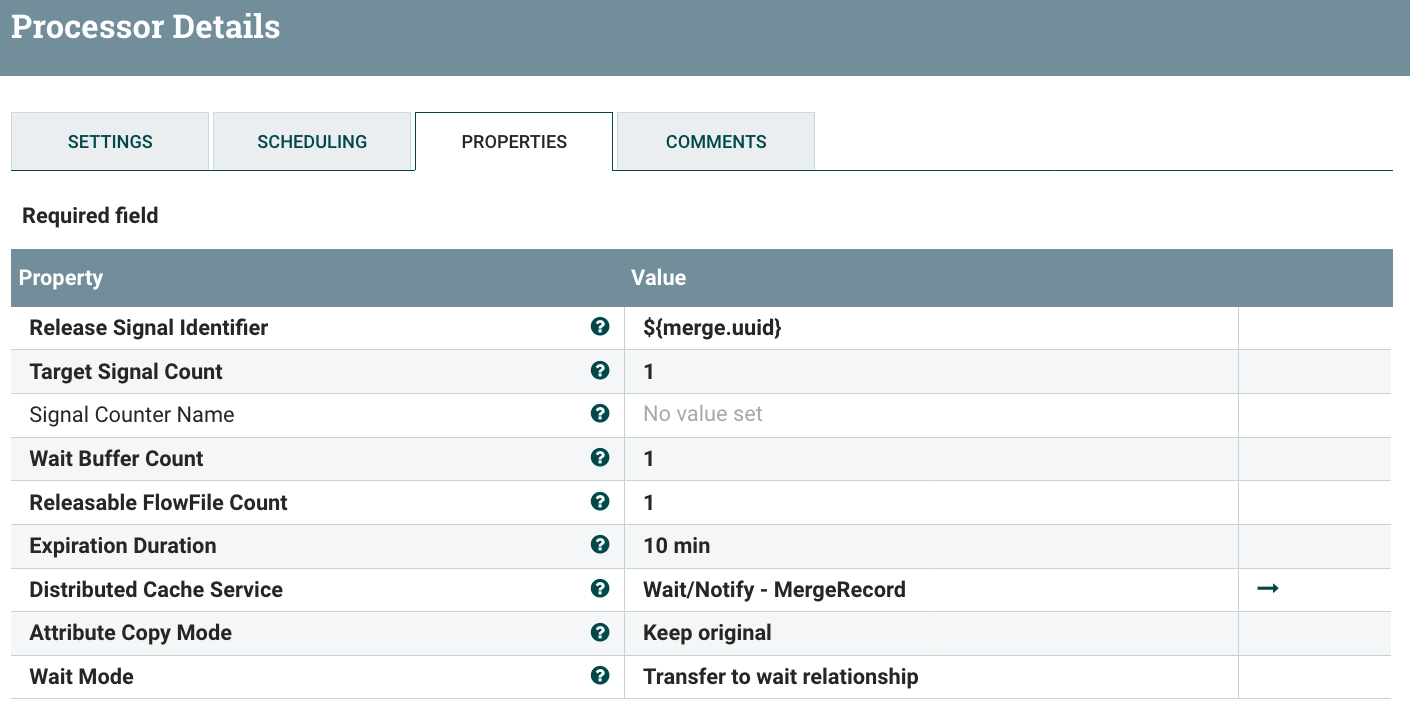 Processor Details
SETTINGS SCHEDULING PROPERTIES COMMENTS
Required field
Property Value
Release Signal Identifier ? ${merge.uuid}
Target Signal Count ? 1
Signal Counter Name ? No value set
Wait Buffer Count ? 1
Releasable FlowFile Count ? 1
Expiration Duration ? 10 min
Distributed Cache Service ? Wait/Notify - MergeRecord →
Attribute Copy Mode ? Keep original
Wait Mode ? Transfer to wait relationship